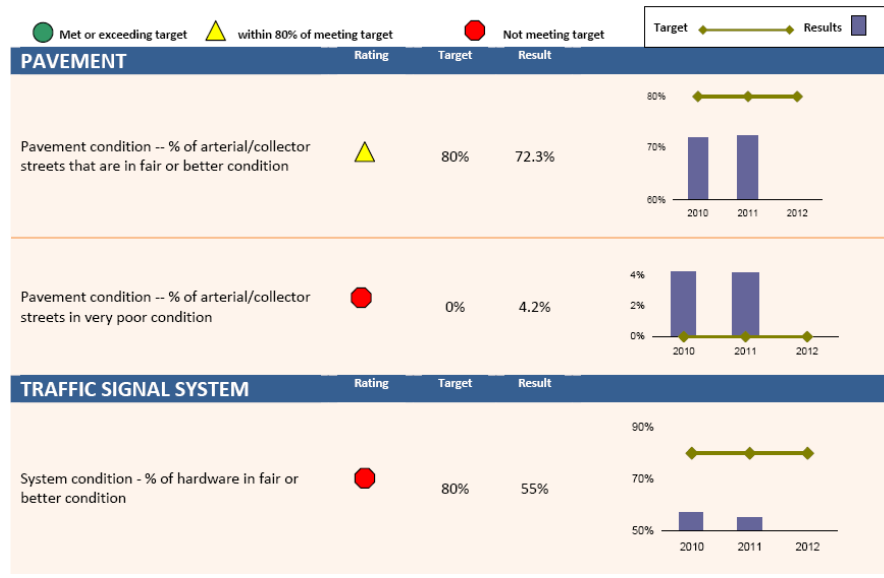 Met or exceeding target within 80% of meeting target Not meeting target Target Results
PAVEMENT Rating Target Result
Pavement condition -- % of arterial/collector
streets that are in fair or better condition
80% 72.3%
80%
70%
60%
2010 2011 2012
Pavement condition -- % of arterial/collector
streets in very poor condition
0% 4.2%
4%
2%
0%
2010 2011 2012
TRAFFIC SIGNAL SYSTEM Rating Target Result
System condition - % of hardware in fair or
better condition
80% 55%
90%
70%
50%
2010 2011 2012